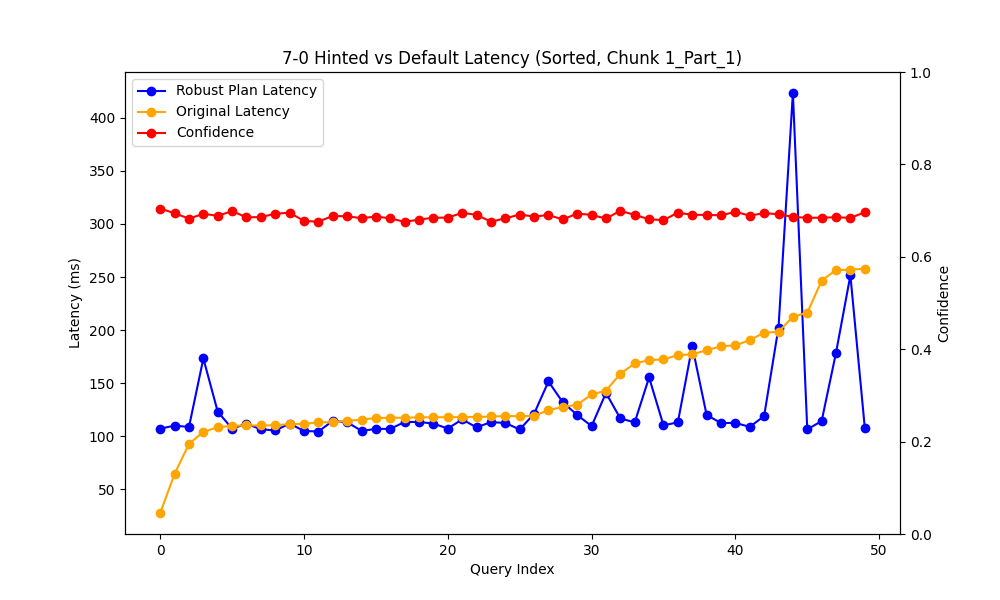 7-0 Hinted vs Default Latency (Sorted, Chunk 1_Part_1)
Robust Plan Latency
Original Latency
Confidence
Latency (ms)
400
350
300
250
200
150
100
50
0 10 20 30 40 50
Query Index
1.0
0.8
0.6
0.4
0.2
0.0
Confidence